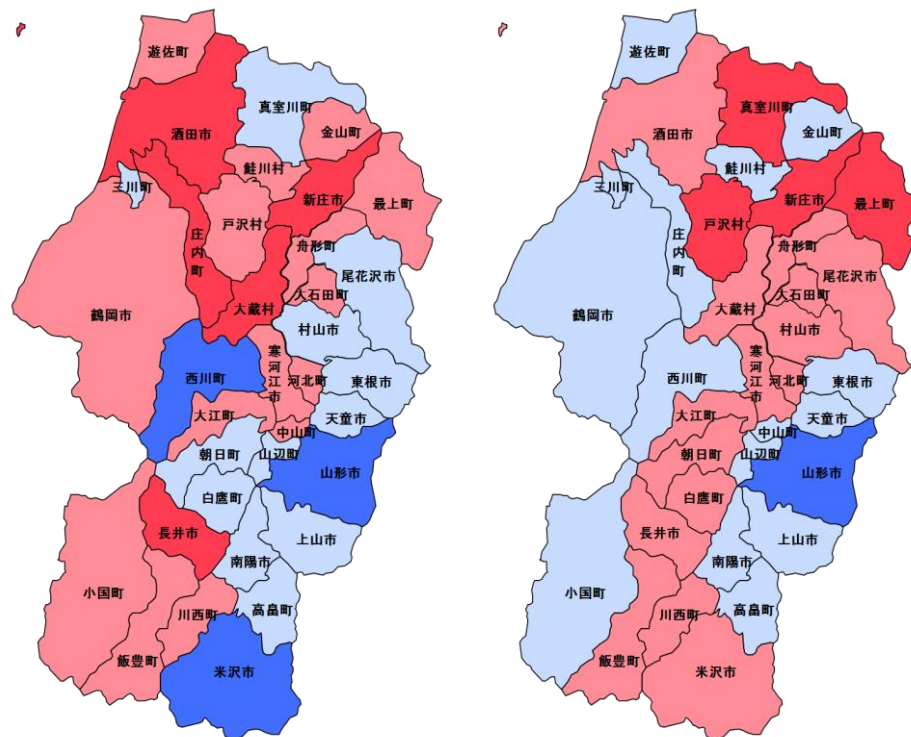 遊佐町
真室川町
酒田市
金山町
鮭川村
三川町
新庄市
最上町
戸沢村
庄内町
舟形町
尾花沢市
大石田町
大蔵村
鶴岡市
村山市
寒河江市
西川町
河北町
東根市
大江町
天童市
中山町
朝日町
山辺町
山形市
白鷹町
長井市
上山市
南陽市
小国町
高畠町
川西町
飯豊町
米沢市
遊佐町
真室川町
酒田市
金山町
鮭川村
三川町
新庄市
最上町
戸沢村
庄内町
舟形町
尾花沢市
大石田町
大蔵村
鶴岡市
村山市
寒河江市
西川町
河北町
東根市
大江町
天童市
中山町
朝日町
山辺町
山形市
白鷹町
長井市
上山市
南陽市
小国町
高畠町
川西町
飯豊町
米沢市